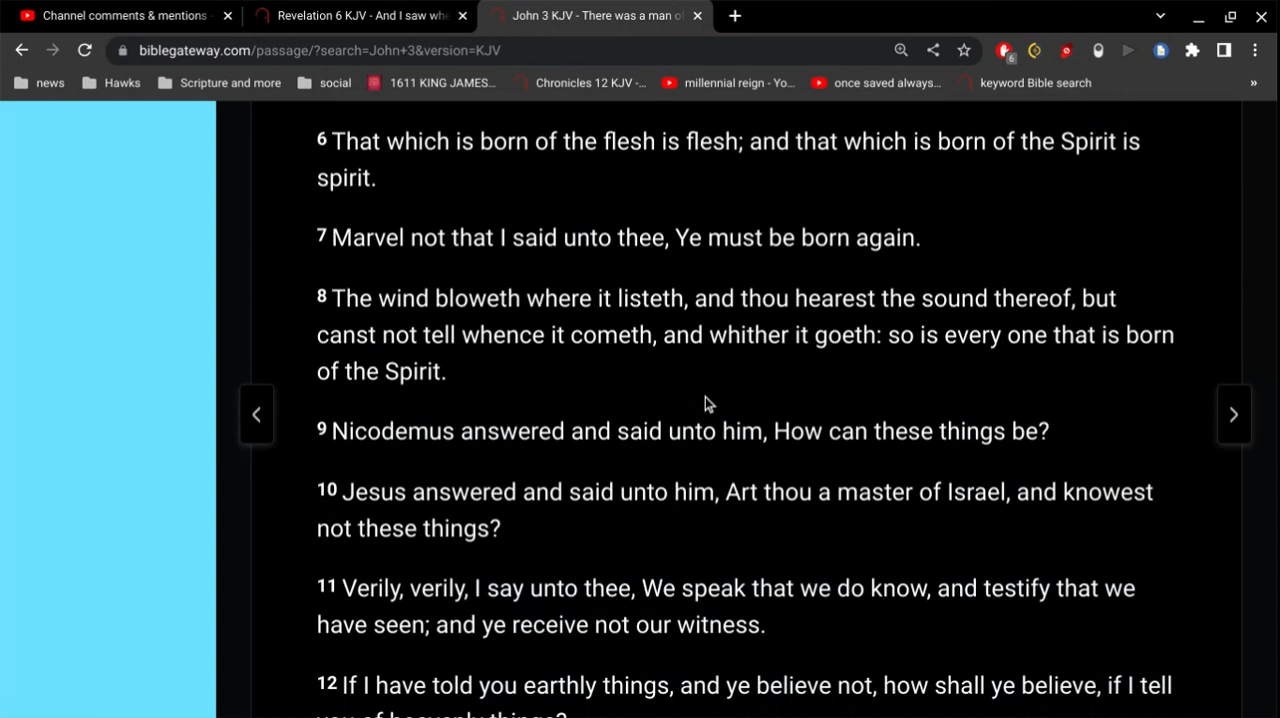 Channel comments & mentions -
Revelation 6 KJV - And I saw whe
John 3 KJV - There was a man of
biblegateway.com/passage/?search=John+3&version=KJV
6
news
Hawks
Scripture and more
social
1611 KING JAMES...
Chronicles 12 KJV -...
millennial reign - Yo...
once saved always...
keyword Bible search
»
6 That which is born of the flesh is flesh; and that which is born of the Spirit is
spirit.
7 Marvel not that I said unto thee, Ye must be born again.
8 The wind bloweth where it listeth, and thou hearest the sound thereof, but
canst not tell whence it cometh, and whither it goeth: so is every one that is born
of the Spirit.
9 Nicodemus answered and said unto him, How can these things be?
10 Jesus answered and said unto him, Art thou a master of Israel, and knowest
not these things?
11 Verily, verily, I say unto thee, We speak that we do know, and testify that we
have seen; and ye receive not our witness.
12 If I have told you earthly things, and ye believe not, how shall ye believe, if I tell
you of heavenly things?